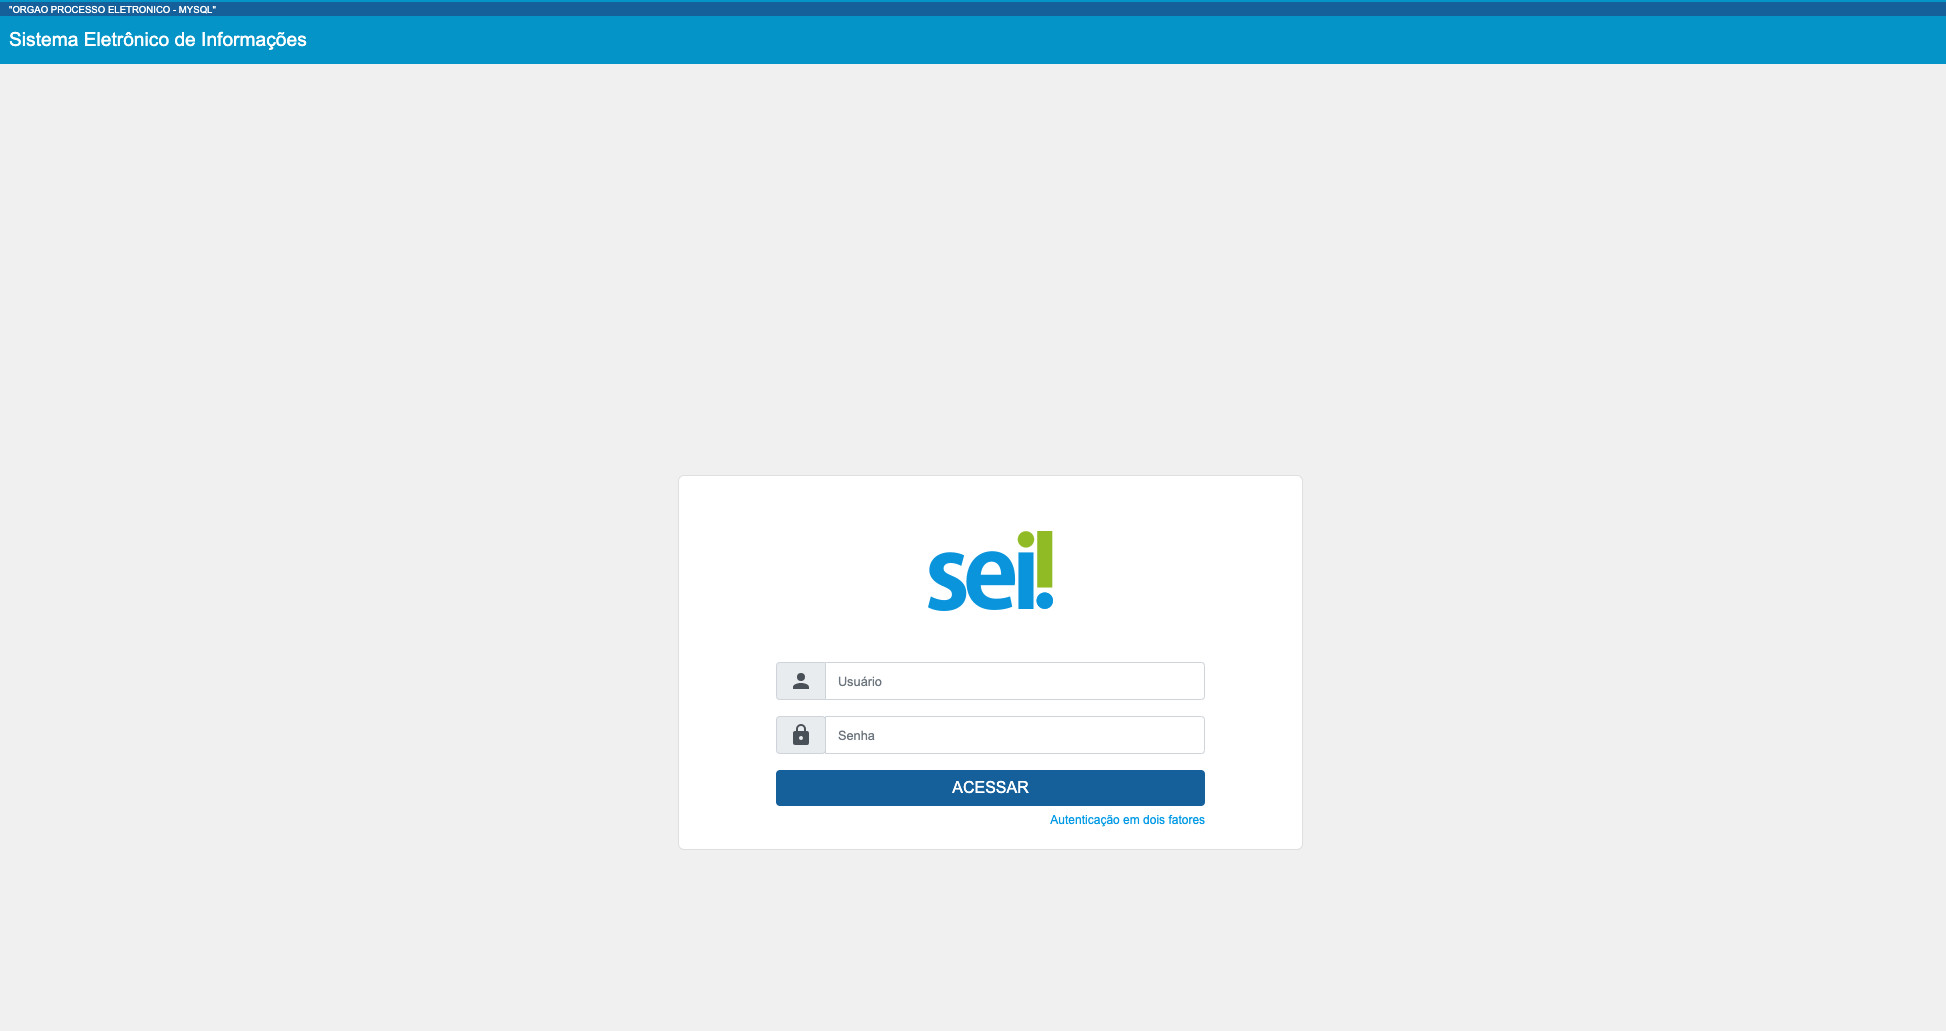 "ORGAO PROCESSO ELETRONICO - MYSQL"
Sistema Eletrônico de Informações
sei!
Usuário
Senha
ACESSAR
Autenticação em dois fatores